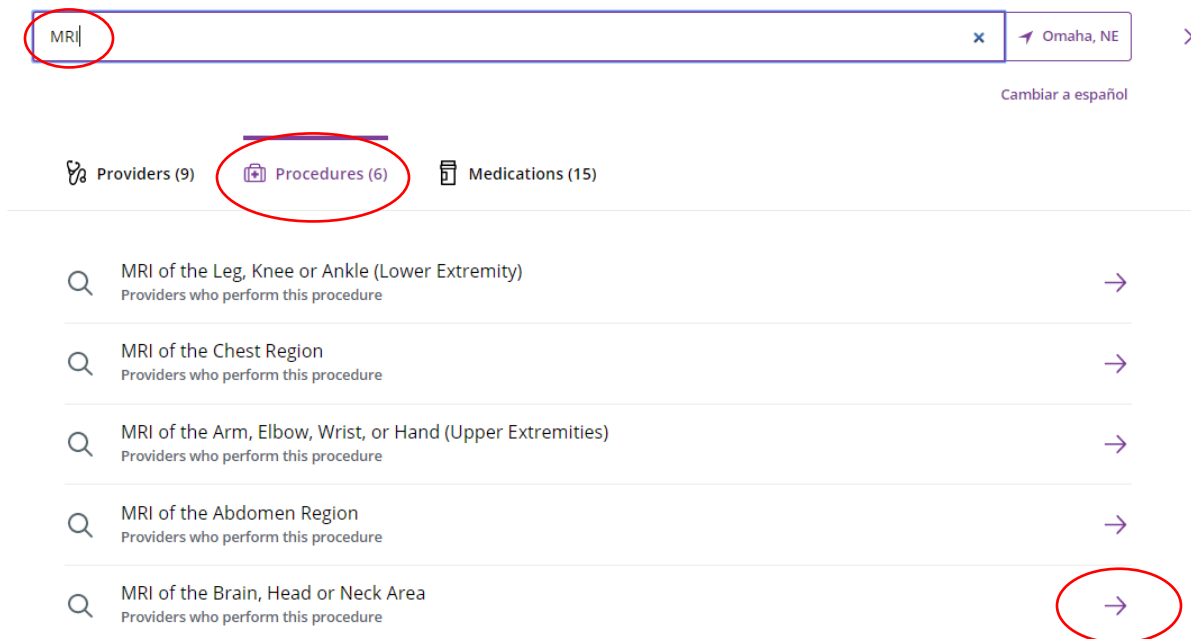 MRI
Omaha, NE
Cambiar a español
Providers (9) Procedures (6) Medications (15)
MRI of the Leg, Knee or Ankle (Lower Extremity)
Providers who perform this procedure
MRI of the Chest Region
Providers who perform this procedure
MRI of the Arm, Elbow, Wrist, or Hand (Upper Extremities)
Providers who perform this procedure
MRI of the Abdomen Region
Providers who perform this procedure
MRI of the Brain, Head or Neck Area
Providers who perform this procedure